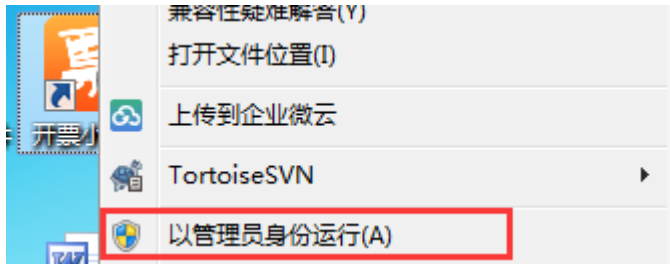 兼容性疑难解答(Y)
打开文件位置(I)
上传到企业微云
开票小
TortoiseSVN
以管理员身份运行(A)